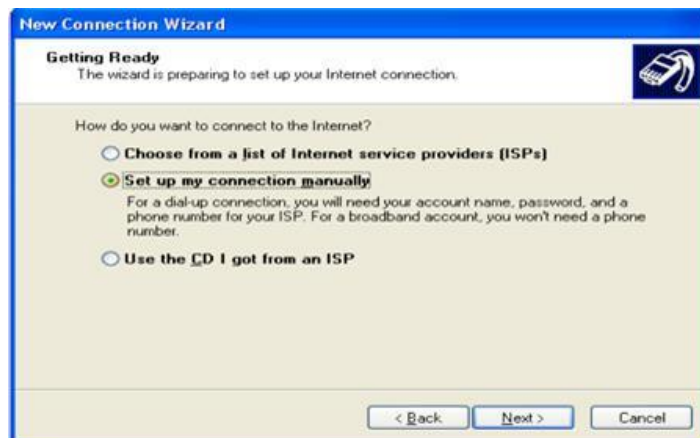 New Connection Wizard
Getting Ready
The wizard is preparing to set up your Internet connection.
How do you want to connect to the Internet?
Choose from a list of Internet service providers (ISPs)
Set up my connection manually
For a dial-up connection, you will need your account name, password, and a
phone number for your ISP. For a broadband account, you won't need a phone
number.
Use the CD I got from an ISP
< Back Next > Cancel